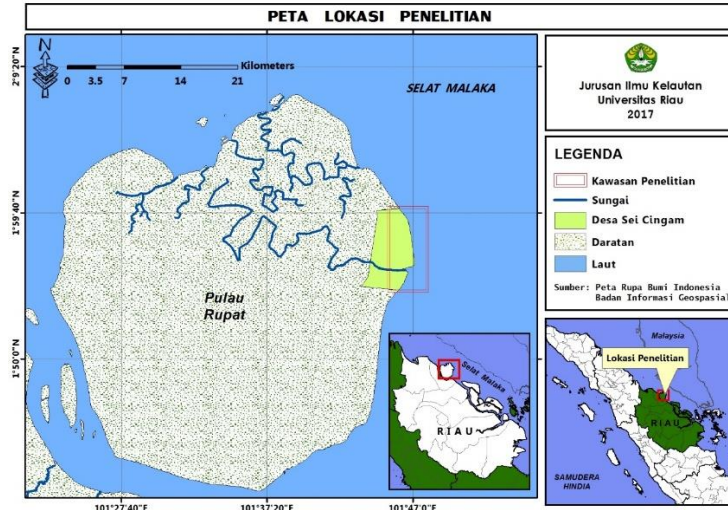 PETA LOKASI PENELITIAN
N
Kilometers
0 3.5 7 14 21
SELAT MALAKA
2°9'20"N
1°59'40"N
1°50'0"N
Pulau
Rupat
101°27'40"E
101°37'20"E
101°47'0"E
Selat Malaka
RIAU
Jurusan Ilmu Kelautan
Universitas Riau
2017
LEGENDA
Kawasan Penelitian
Sungai
Desa Sei Cingam
Daratan
Laut
Sumber: Peta Rupa Bumi Indonesia
Badan Informasi Geospasial
Malaysia
Lokasi Penelitian
RIAU
SAMUDERA
HINDIA